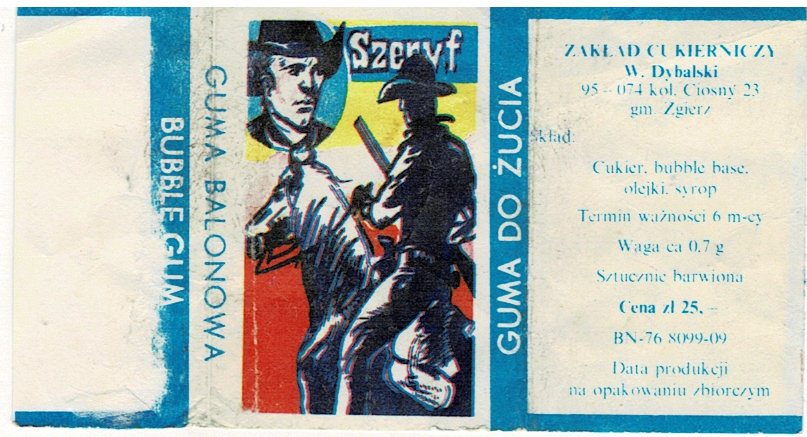 BUBBLE GUM
GUMA BALONOWA
Szeryf
GUMA DO ŻUCIA
ZAKŁAD CUKIERNICZY
W. Dybalski
95 – 074 kol. Ciosny 23
gm. Zgierz
Skład:
Cukier, bubble base,
olejki, syrop
Termin ważności 6 m-cy
Waga ca 0.7 g
Sztucznie barwiona
Cena zł 25. –
BN-76 8099-09
Data produkcji
na opakowaniu zbiorczym